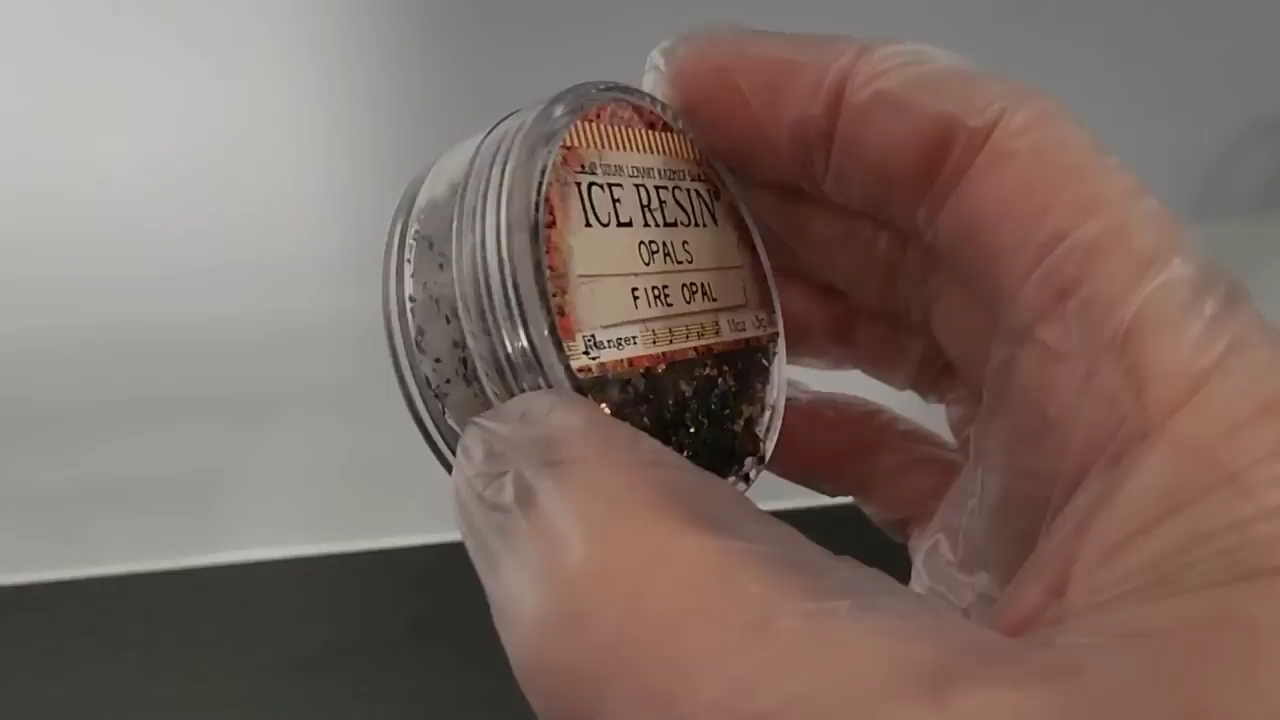 SUSAN LENART KAZMER
ICE RESIN®
OPALS
FIRE OPAL
Ranger